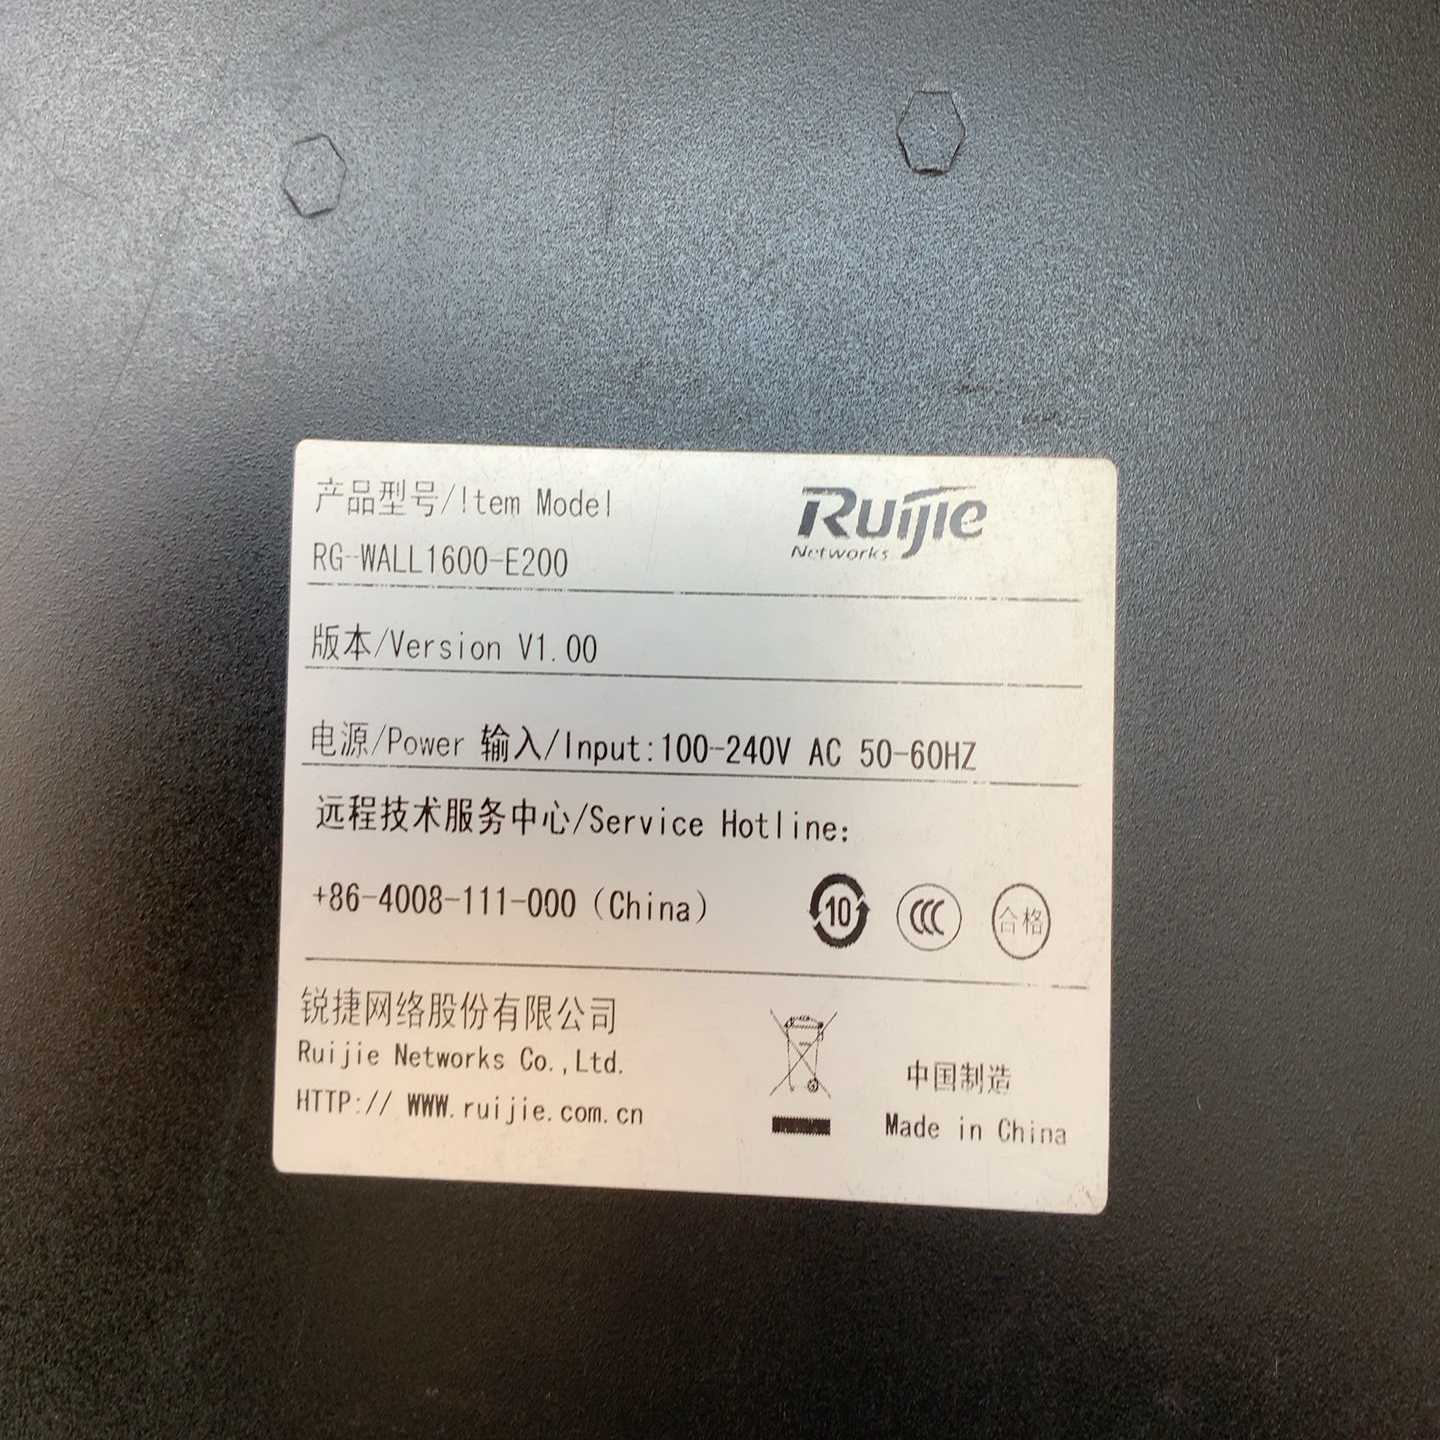 产品型号/Item Model
Ruijie
Networks
RG-WALL1600-E200
版本/Version V1.00
电源/Power 输入/Input:100-240V AC 50-60HZ
远程技术服务中心/Service Hotline:
+86-4008-111-000（China）
10
CCC
合格
锐捷网络股份有限公司
Ruijie Networks Co.,Ltd.
HTTP:// WWW.ruijie.com.cn
中国制造
Made in China